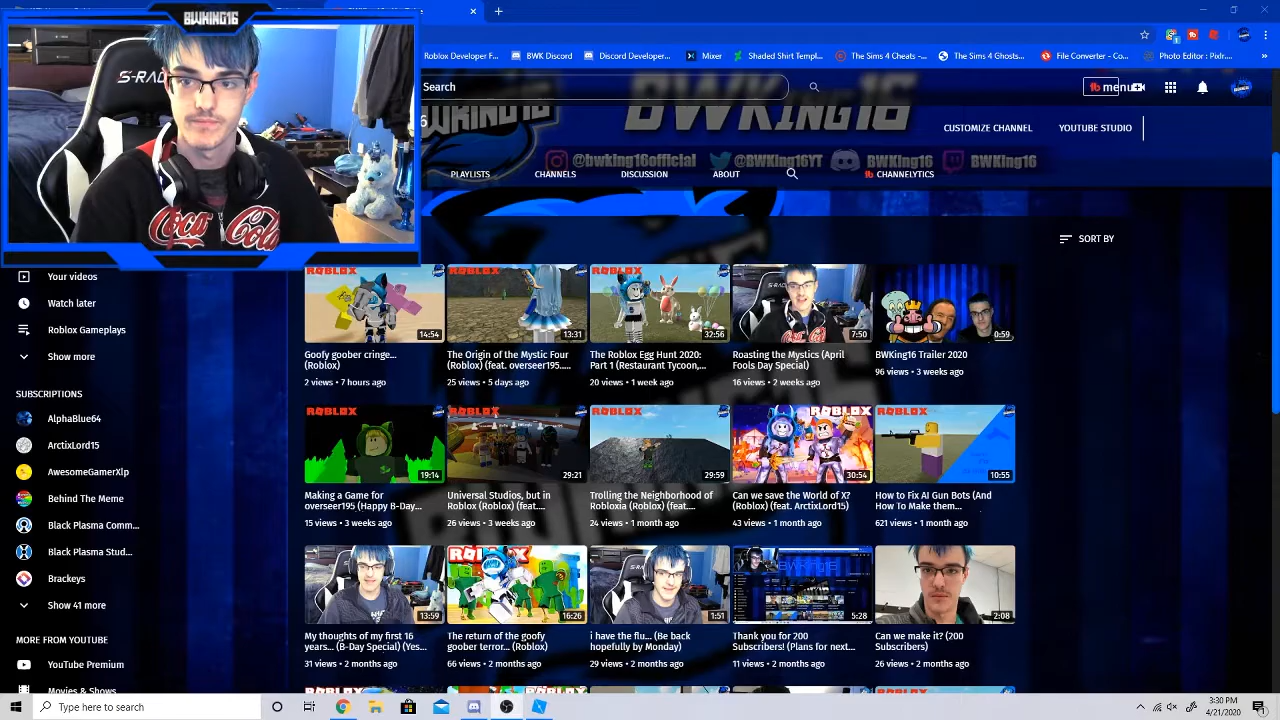 BWKING16
S-RAC
Coca Cola
Roblox Developer F...
BWK Discord
Discord Developer...
Mixer
Shaded Shirt Templ...
The Sims 4 Cheats -...
The Sims 4 Ghosts...
File Converter - Co...
Photo Editor : Pixlr...
»
Search
menu
BWKING16
6
CUSTOMIZE CHANNEL
YOUTUBE STUDIO
@bwking16official
@BWKing16YT
BWKing16
BWKing16
PLAYLISTS
CHANNELS
DISCUSSION
ABOUT
CHANNELYTICS
SORT BY
Your videos
Watch later
Roblox Gameplays
Show more
SUBSCRIPTIONS
AlphaBlue64
ArctixLord15
AwesomeGamerXlp
Behind The Meme
Black Plasma Comm...
Black Plasma Stud...
Brackeys
Show 41 more
MORE FROM YOUTUBE
YouTube Premium
Movies & Shows
ROBLOX
14:54
ROBLOX
13:31
ROBLOX
32:56
7:50
0:59
Goofy goober cringe...
(Roblox)
2 views • 7 hours ago
The Origin of the Mystic Four
(Roblox) (feat. overseer195....
25 views • 5 days ago
The Roblox Egg Hunt 2020:
Part 1 (Restaurant Tycoon,...
20 views • 1 week ago
Roasting the Mystics (April
Fools Day Special)
16 views • 2 weeks ago
BWKing16 Trailer 2020
96 views • 3 weeks ago
ROBLOX
19:14
ROBLOX
29:21
ROBLOX
29:59
ROBLOX
30:54
ROBLOX
10:55
Making a Game for
overseer195 (Happy B-Day...
15 views • 3 weeks ago
Universal Studios, but in
Roblox (Roblox) (feat....
26 views • 3 weeks ago
Trolling the Neighborhood of
Robloxia (Roblox) (feat....
24 views • 1 month ago
Can we save the World of X?
(Roblox) (feat. ArctixLord15)
43 views • 1 month ago
How to Fix AI Gun Bots (And
How To Make them...
621 views • 1 month ago
13:59
ROBLOX
16:26
1:51
BWKing16
5:28
2:08
My thoughts of my first 16
years... (B-Day Special) (Yes...
31 views • 2 months ago
The return of the goofy
goober terror... (Roblox)
66 views • 2 months ago
i have the flu... (Be back
hopefully by Monday)
29 views • 2 months ago
Thank you for 200
Subscribers! (Plans for next...
11 views • 2 months ago
Can we make it? (200
Subscribers)
26 views • 2 months ago
Type here to search
3:30 PM
4/21/2020